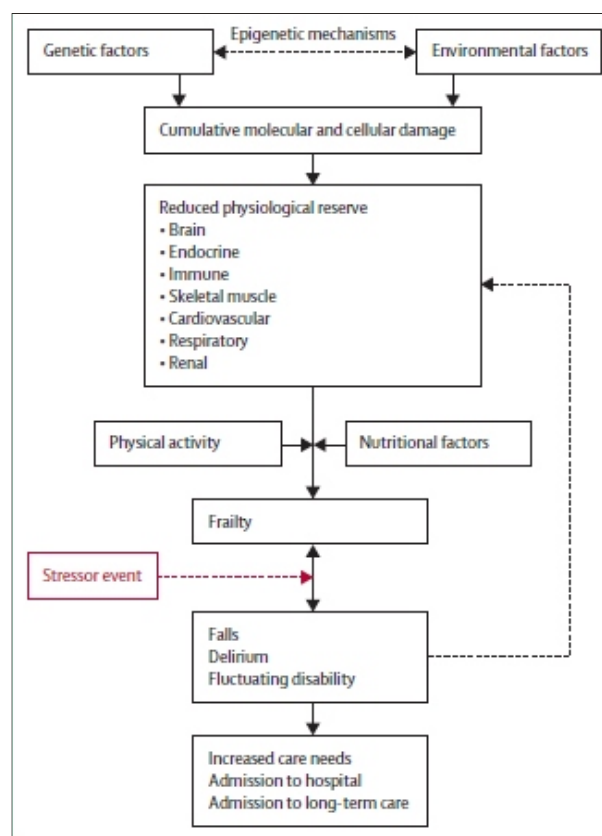 Epigenetic mechanisms
Genetic factors
Environmental factors
Cumulative molecular and cellular damage
Reduced physiological reserve
• Brain
• Endocrine
• Immune
• Skeletal muscle
• Cardiovascular
• Respiratory
• Renal
Physical activity
Nutritional factors
Frailty
Stressor event
Falls
Delirium
Fluctuating disability
Increased care needs
Admission to hospital
Admission to long-term care